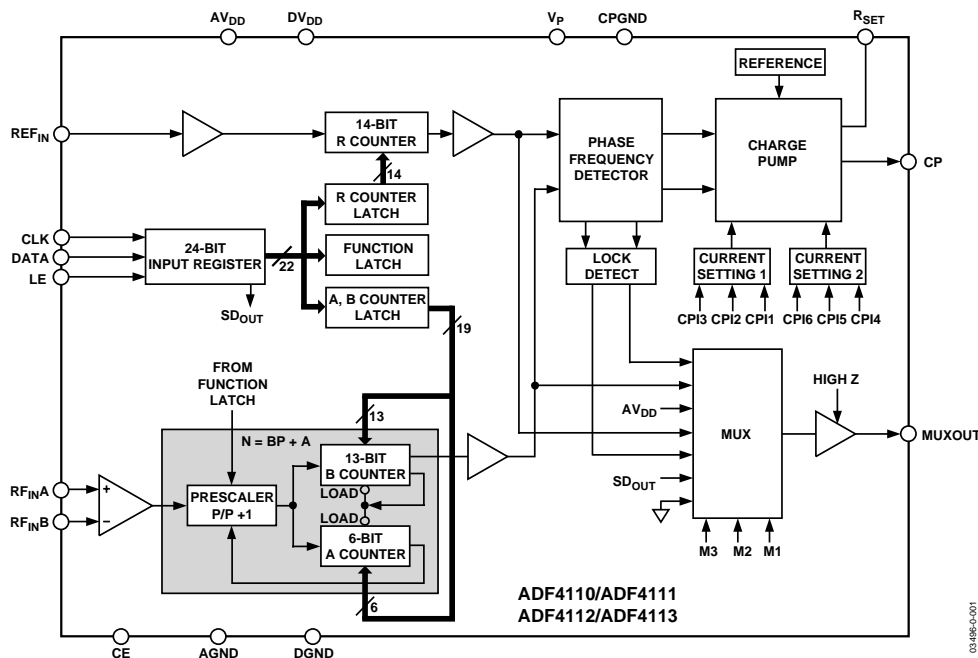 AVDD
DVDD
VP
CPGND
RSET
REFERENCE
REFIN
14-BIT
R COUNTER
14
PHASE
FREQUENCY
DETECTOR
CHARGE
PUMP
CP
R COUNTER
LATCH
CLK
DATA
LE
24-BIT
INPUT REGISTER
22
FUNCTION
LATCH
LOCK
DETECT
CURRENT
SETTING 1
CURRENT
SETTING 2
SDOUT
A, B COUNTER
LATCH
19
CPI3 CPI2 CPI1
CPI6 CPI5 CPI4
FROM
FUNCTION
LATCH
HIGH Z
13
AVDD
MUX
MUXOUT
N = BP + A
13-BIT
B COUNTER
RFINA
RFINB
+
–
PRESCALER
P/P +1
LOAD
LOAD
SDOUT
6-BIT
A COUNTER
M3 M2 M1
6
ADF4110/ADF4111
ADF4112/ADF4113
CE
AGND
DGND
03496-0-001